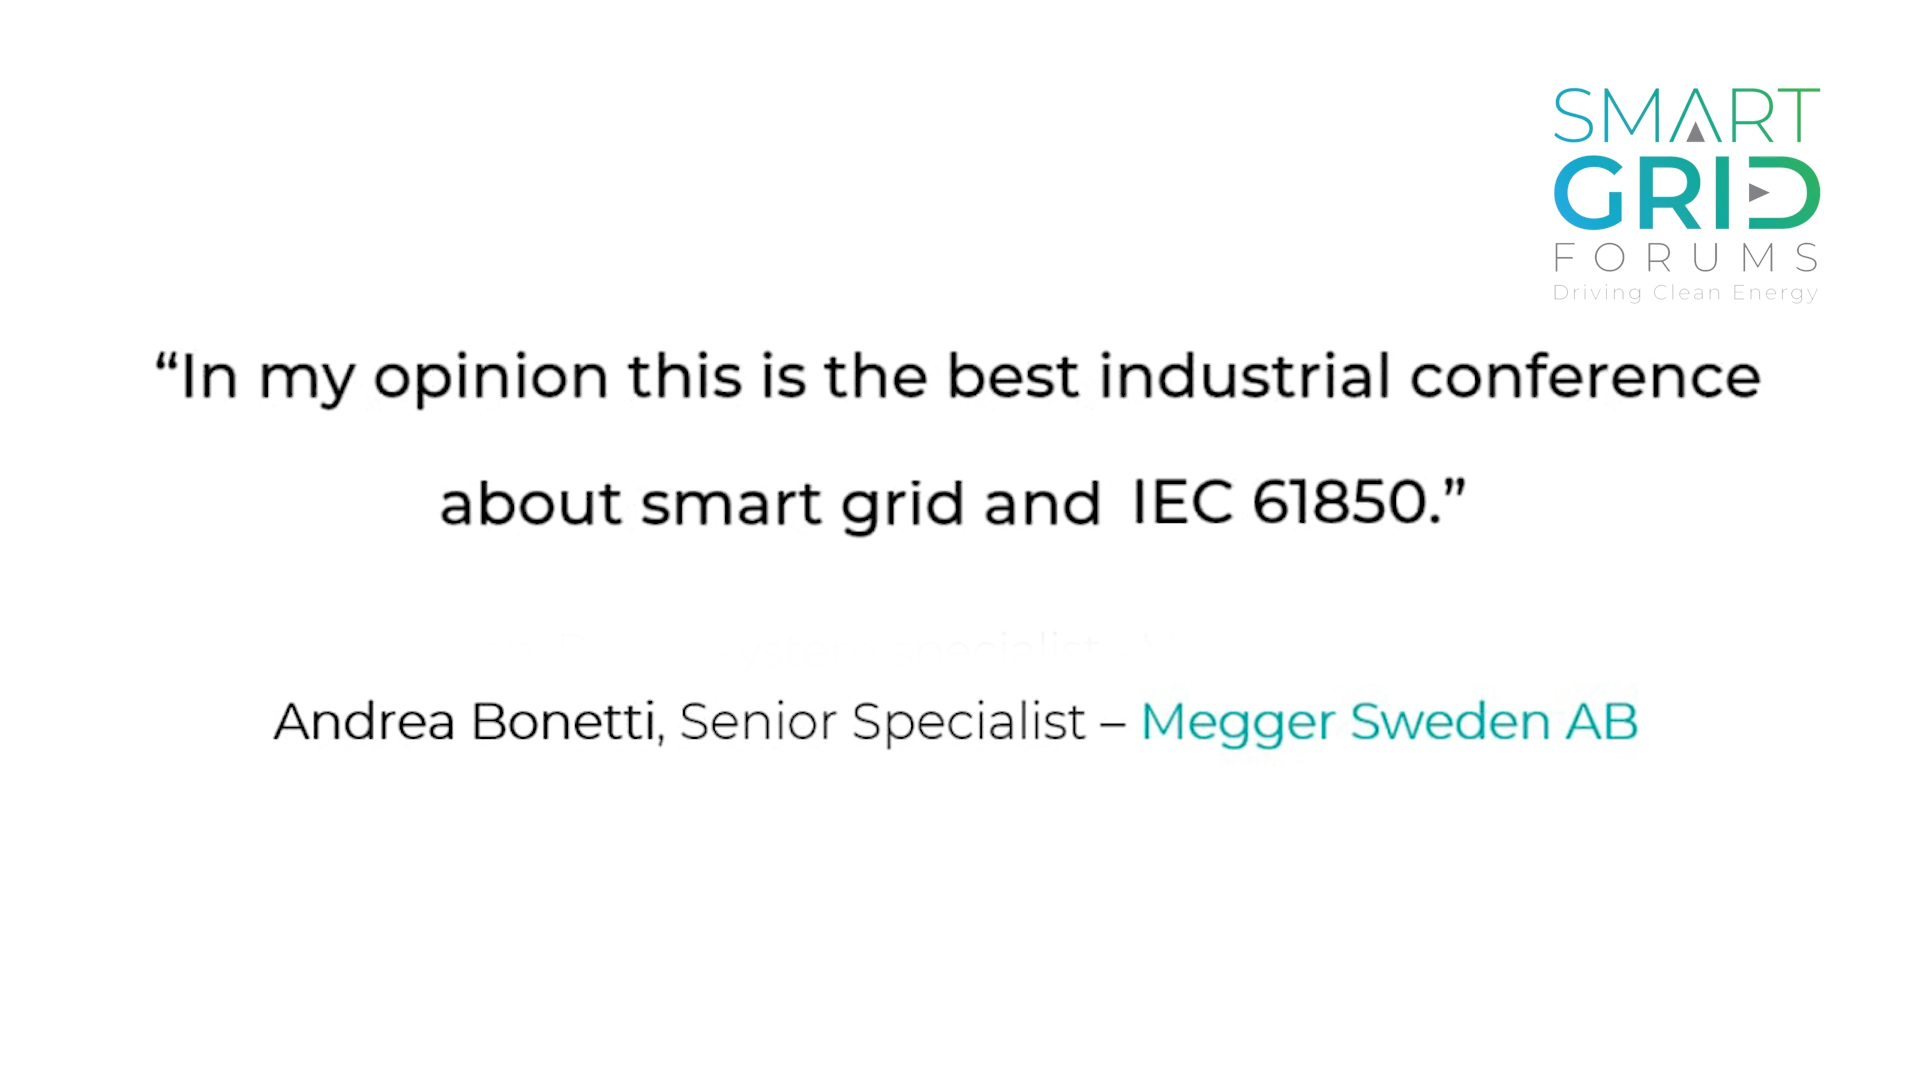 SMART
GRID
FORUMS
Driving Clean Energy
“In my opinion this is the best industrial conference
about smart grid and IEC 61850.”
Andrea Bonetti, Senior Specialist – Megger Sweden AB